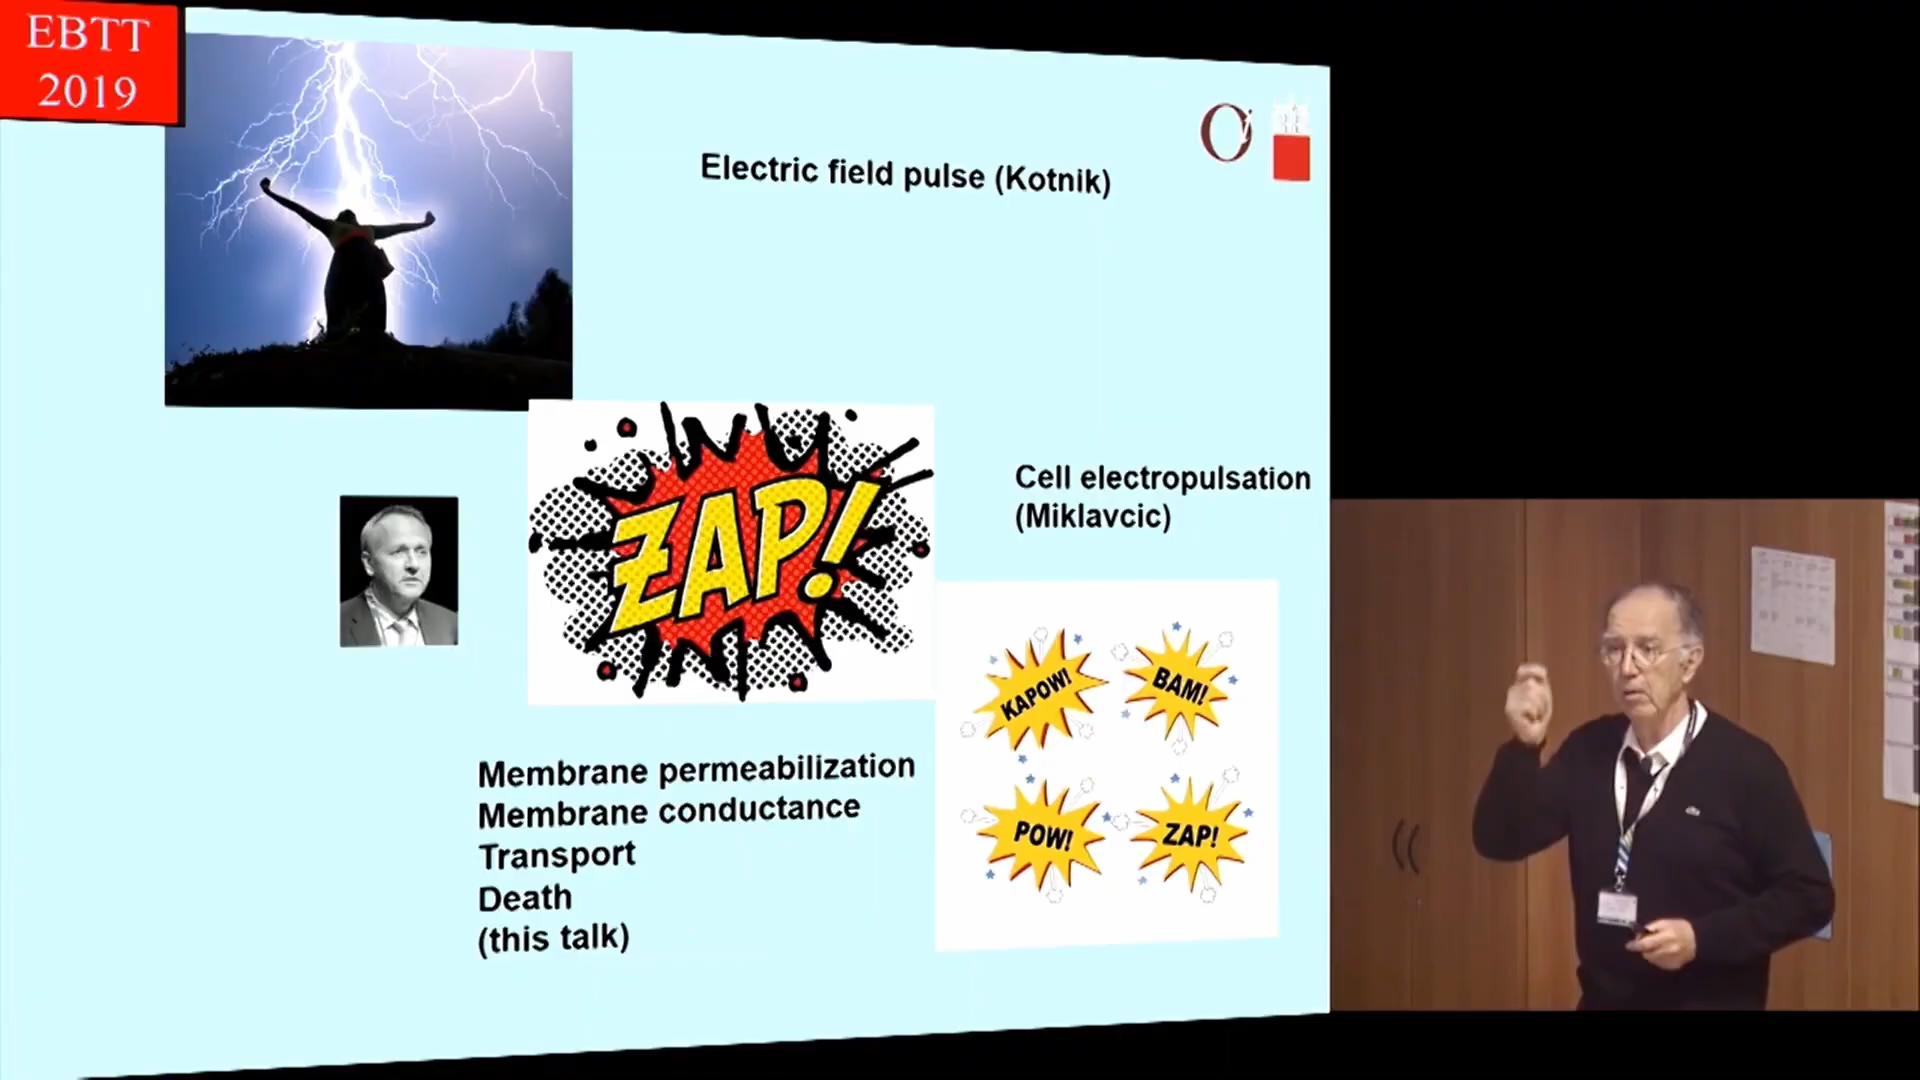 EBTT
2019
Electric field pulse (Kotnik)
ZAP!
Cell electropulsation
(Miklavcic)
KAPOW!
BAM!
POW!
ZAP!
Membrane permeabilization
Membrane conductance
Transport
Death
(this talk)